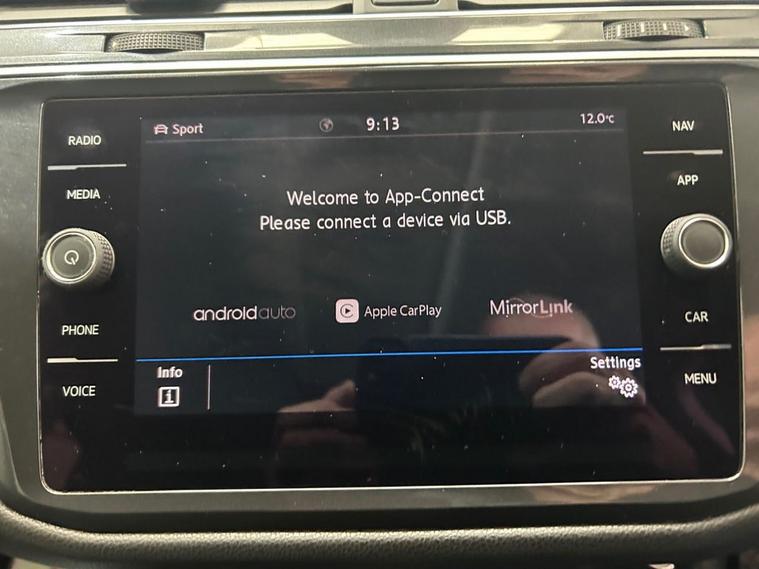 RADIO
MEDIA
PHONE
VOICE
Sport
9:13
12.0°C
Welcome to App-Connect
Please connect a device via USB.
androidauto
Apple CarPlay
MirrorLink
Info
i
Settings
NAV
APP
CAR
MENU